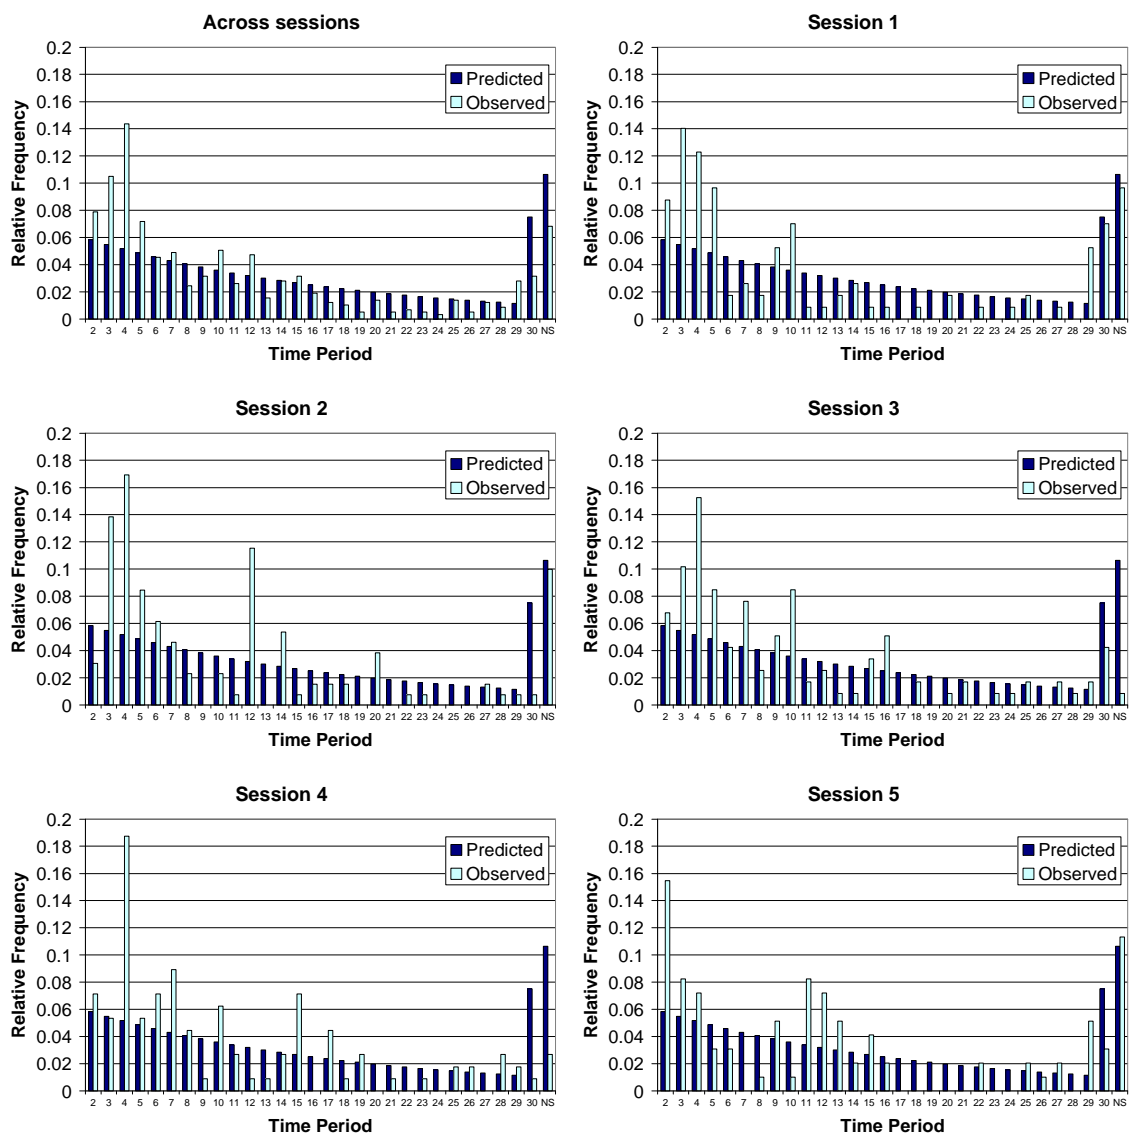 Across sessions
0.2
0.18
0.16
0.14
0.12
0.1
0.08
0.06
0.04
0.02
0
Relative Frequency
Predicted
Observed
2 3 4 5 6 7 8 9 10 11 12 13 14 15 16 17 18 19 20 21 22 23 24 25 26 27 28 29 30 NS
Time Period
Session 1
0.2
0.18
0.16
0.14
0.12
0.1
0.08
0.06
0.04
0.02
0
Relative Frequency
Predicted
Observed
2 3 4 5 6 7 8 9 10 11 12 13 14 15 16 17 18 19 20 21 22 23 24 25 26 27 28 29 30 NS
Time Period
Session 2
0.2
0.18
0.16
0.14
0.12
0.1
0.08
0.06
0.04
0.02
0
Relative Frequency
Predicted
Observed
2 3 4 5 6 7 8 9 10 11 12 13 14 15 16 17 18 19 20 21 22 23 24 25 26 27 28 29 30 NS
Time Period
Session 3
0.2
0.18
0.16
0.14
0.12
0.1
0.08
0.06
0.04
0.02
0
Relative Frequency
Predicted
Observed
2 3 4 5 6 7 8 9 10 11 12 13 14 15 16 17 18 19 20 21 22 23 24 25 26 27 28 29 30 NS
Time Period
Session 4
0.2
0.18
0.16
0.14
0.12
0.1
0.08
0.06
0.04
0.02
0
Relative Frequency
Predicted
Observed
2 3 4 5 6 7 8 9 10 11 12 13 14 15 16 17 18 19 20 21 22 23 24 25 26 27 28 29 30 NS
Time Period
Session 5
0.2
0.18
0.16
0.14
0.12
0.1
0.08
0.06
0.04
0.02
0
Relative Frequency
Predicted
Observed
2 3 4 5 6 7 8 9 10 11 12 13 14 15 16 17 18 19 20 21 22 23 24 25 26 27 28 29 30 NS
Time Period